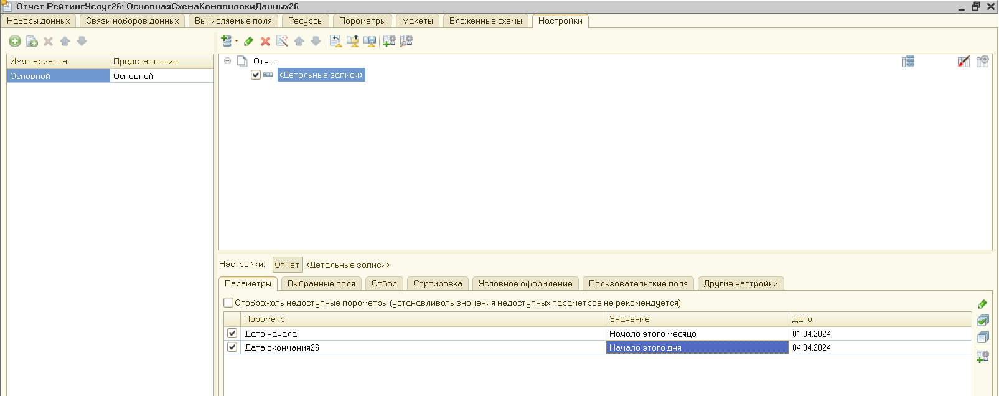 Отчет РейтингУслуг26: ОсновнаяСхемаКомпоновкиДанных26
Наборы данных Связи наборов данных Вычисляемые поля Ресурсы Параметры Макеты Вложенные схемы Настройки
Имя варианта Представление
Основной Основной
Отчет
<Детальные записи>
Настройки: Отчет <Детальные записи>
Параметры Выбранные поля Отбор Сортировка Условное оформление Пользовательские поля Другие настройки
Отображать недоступные параметры (устанавливать значения недоступных параметров не рекомендуется)
Параметр Значение Дата
Дата начала Начало этого месяца 01.04.2024
Дата окончания26 Начало этого дня 04.04.2024